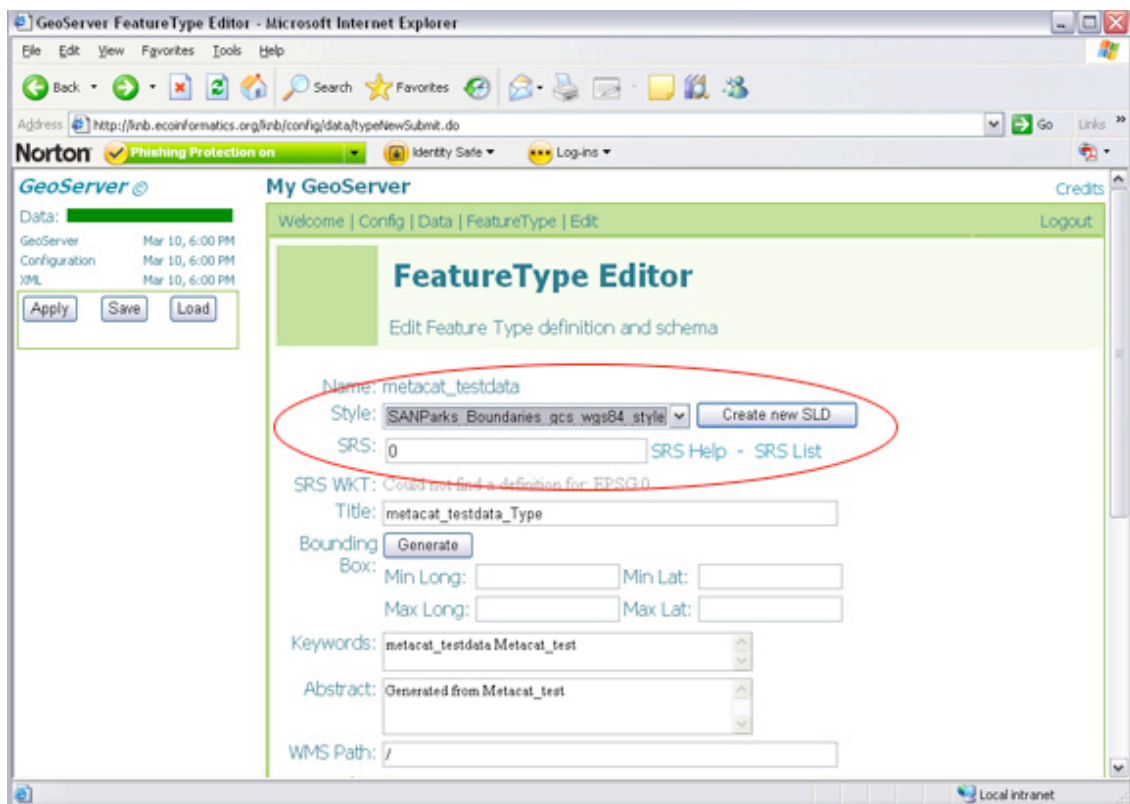 GeoServer FeatureType Editor - Microsoft Internet Explorer
File Edit View Favorites Tools Help
Back Search Favorites
Address http://knb.ecoinformatics.org/knb/config/data/typeNewSubmit.do Go Links »
Norton Phishing Protection on Identity Safe Log-ins
GeoServer ©
Data:
GeoServer Mar 10, 6:00 PM
Configuration Mar 10, 6:00 PM
XML Mar 10, 6:00 PM
Apply Save Load
My GeoServer
Credits
Welcome | Config | Data | FeatureType | Edit Logout
FeatureType Editor
Edit Feature Type definition and schema
Name: metacat_testdata
Style: SANParks_Boundaries_gcs_wgs84_style Create new SLD
SRS: 0 SRS Help - SRS List
SRS WKT: Could not find a definition for: EPSG:0
Title: metacat_testdata_Type
Bounding Box: Generate
Min Long: Min Lat:
Max Long: Max Lat:
Keywords: metacat_testdata Metacat_test
Abstract: Generated from Metacat_test
WMS Path: /
Local intranet